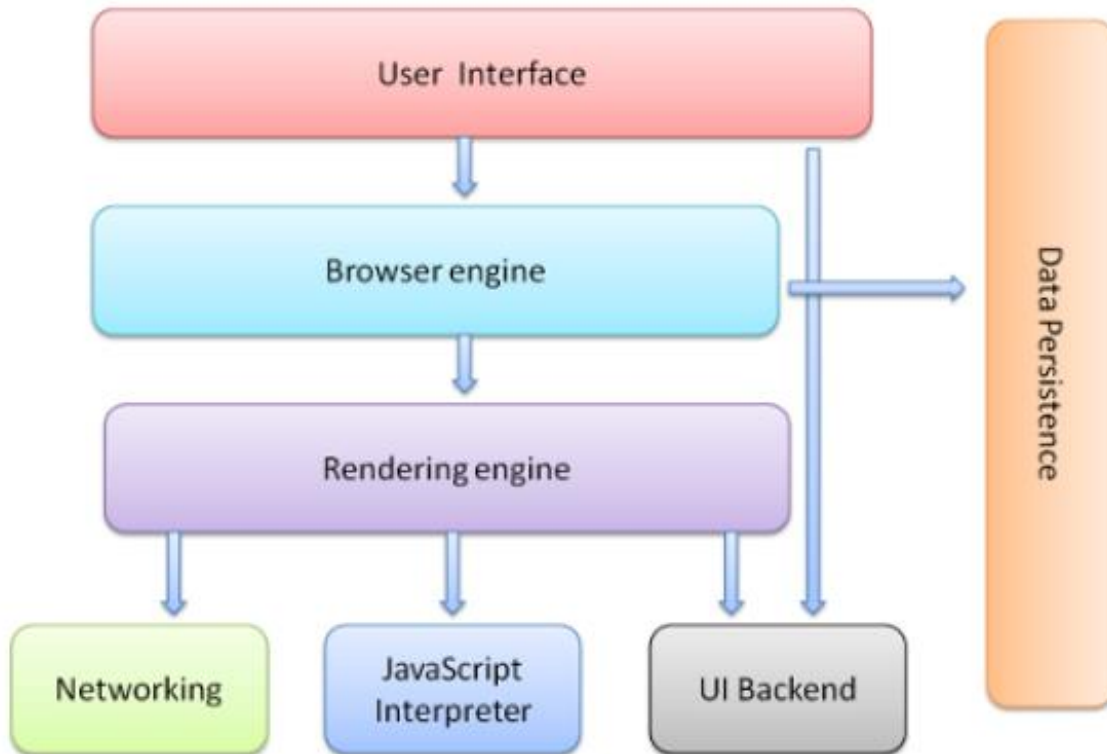 User Interface
Browser engine
Data Persistence
Rendering engine
Networking
JavaScript
Interpreter
UI Backend